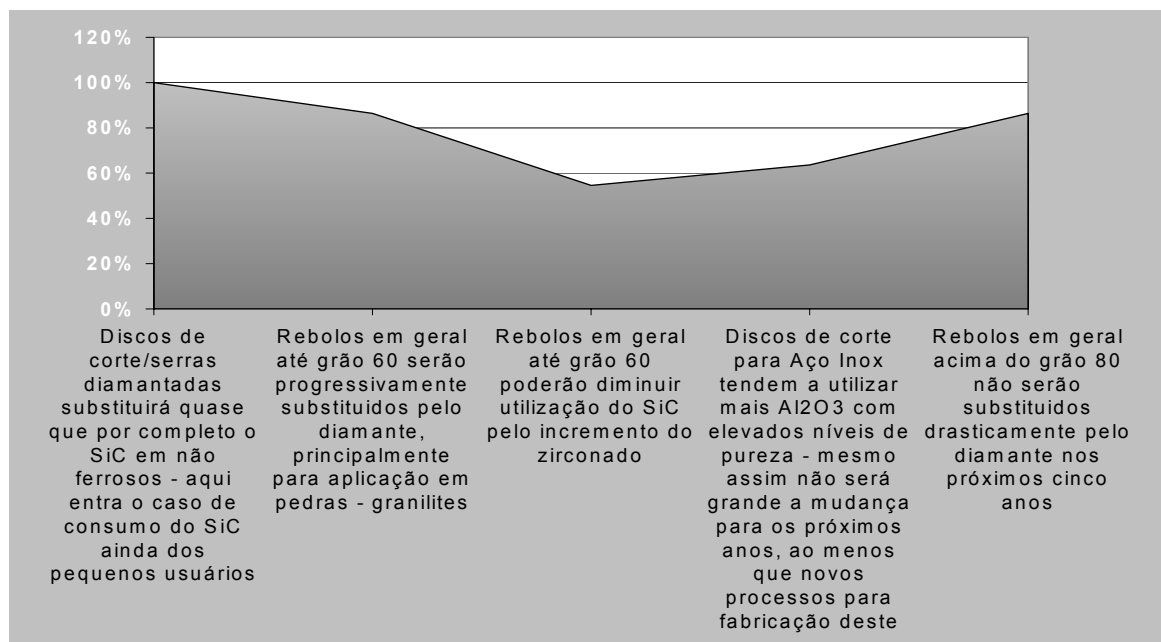 120%
100%
80%
60%
40%
20%
0%
Discos de
corte/serras
diamantadas
substituirá quase
que por completo o
SiC em não
ferrosos - aqui
entra o caso de
consumo do SiC
ainda dos
pequenos usuários
Rebolos em geral
até grão 60 serão
progressivamente
substituidos pelo
diamante,
principalmente
para aplicação em
pedras - granilites
Rebolos em geral
até grão 60
poderão diminuir
utilização do SiC
pelo incremento do
zirconado
Discos de corte
para Aço Inox
tendem a utilizar
mais Al2O3 com
elevados níveis de
pureza - mesmo
assim não será
grande a mudança
para os próximos
anos, ao menos
que novos
processos para
fabricação deste
Rebolos em geral
acima do grão 80
não serão
substituidos
drasticamente pelo
diamante nos
próximos cinco
anos